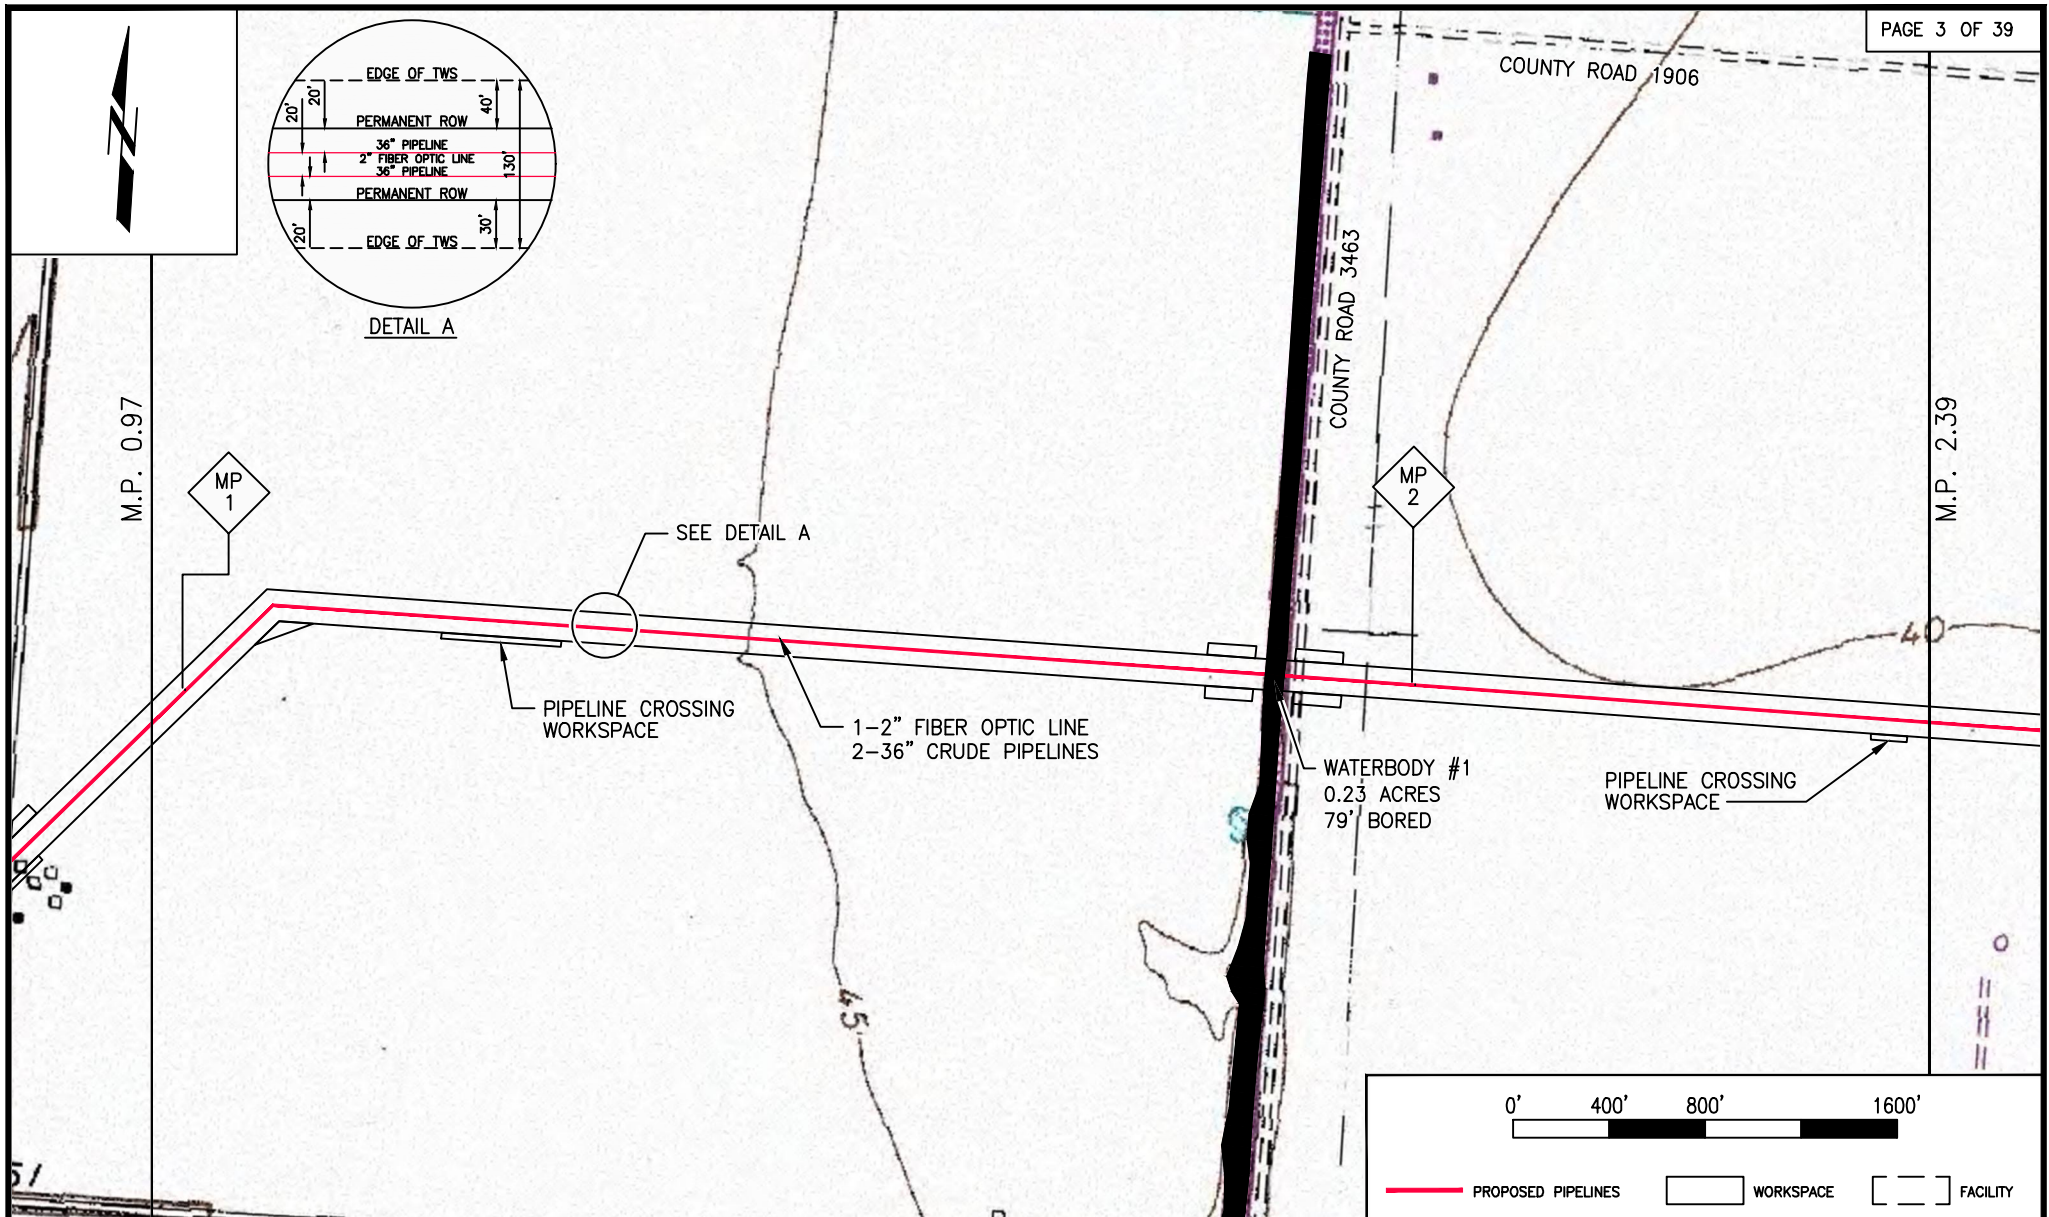 PAGE 3 OF 39
COUNTY ROAD 1906
EDGE OF TWS
20'
20'
40'
PERMANENT ROW
36" PIPELINE
2" FIBER OPTIC LINE
36" PIPELINE
130'
PERMANENT ROW
20'
30'
EDGE OF TWS
DETAIL A
COUNTY ROAD 3463
M.P. 0.97
M.P. 2.39
MP
1
MP
2
SEE DETAIL A
40
PIPELINE CROSSING
WORKSPACE
1-2" FIBER OPTIC LINE
2-36" CRUDE PIPELINES
WATERBODY #1
0.23 ACRES
79' BORED
PIPELINE CROSSING
WORKSPACE
45
51
0'
400'
800'
1600'
PROPOSED PIPELINES
WORKSPACE
FACILITY